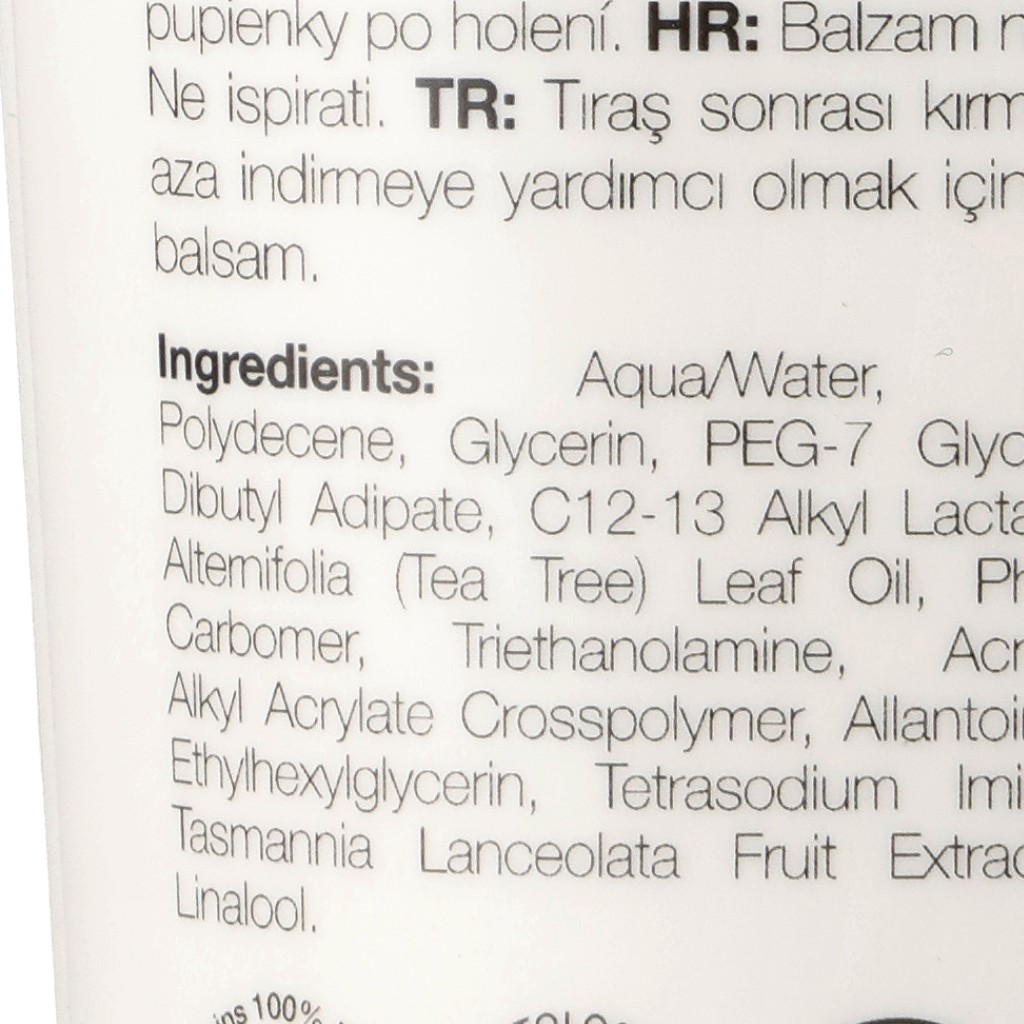 pupienky po holení. HR: Balzam
Ne ispirati. TR: Tıraş sonrası
aza indirmeye yardımcı olmak için
balsam.
Ingredients: Aqua/Water,
Polydecene, Glycerin, PEG-7
Dibutyl Adipate, C12-13 Alkyl
Alternifolia (Tea Tree) Leaf Oil,
Carbomer, Triethanolamine,
Alkyl Acrylate Crosspolymer,
Ethylhexylglycerin, Tetrasodium
Tasmannia Lanceolata Fruit
Linalool.
100%